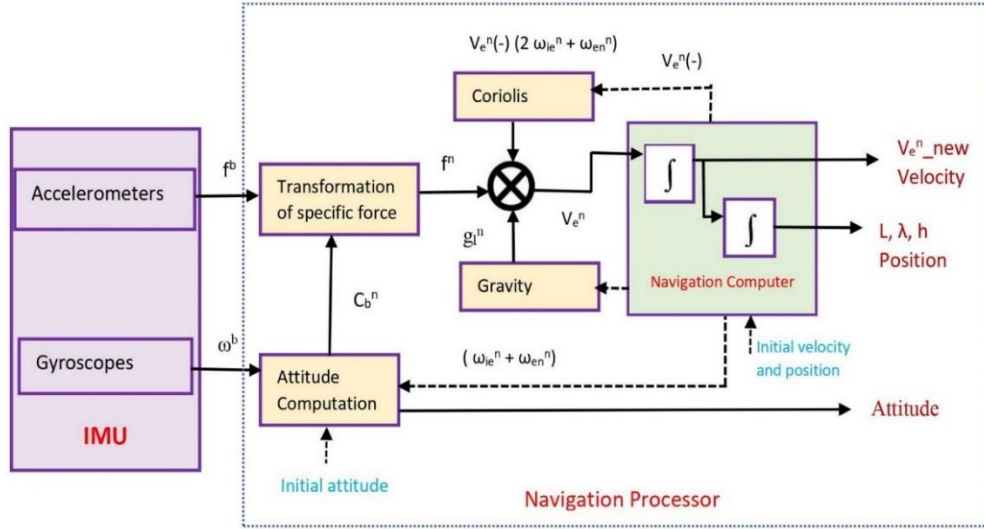 Vₑⁿ(-) (2 ωᵢₑⁿ + ωₑₙⁿ)
Vₑⁿ(-)
Coriolis
Accelerometers
fᵇ
Transformation
of specific force
fⁿ
Vₑⁿ
∫
∫
Vₑⁿ_new
Velocity
L, λ, h
Position
gₗⁿ
Gravity
Navigation Computer
C_bⁿ
Gyroscopes
ωᵇ
Attitude
Computation
( ωᵢₑⁿ + ωₑₙⁿ)
Initial velocity
and position
Attitude
IMU
Initial attitude
Navigation Processor